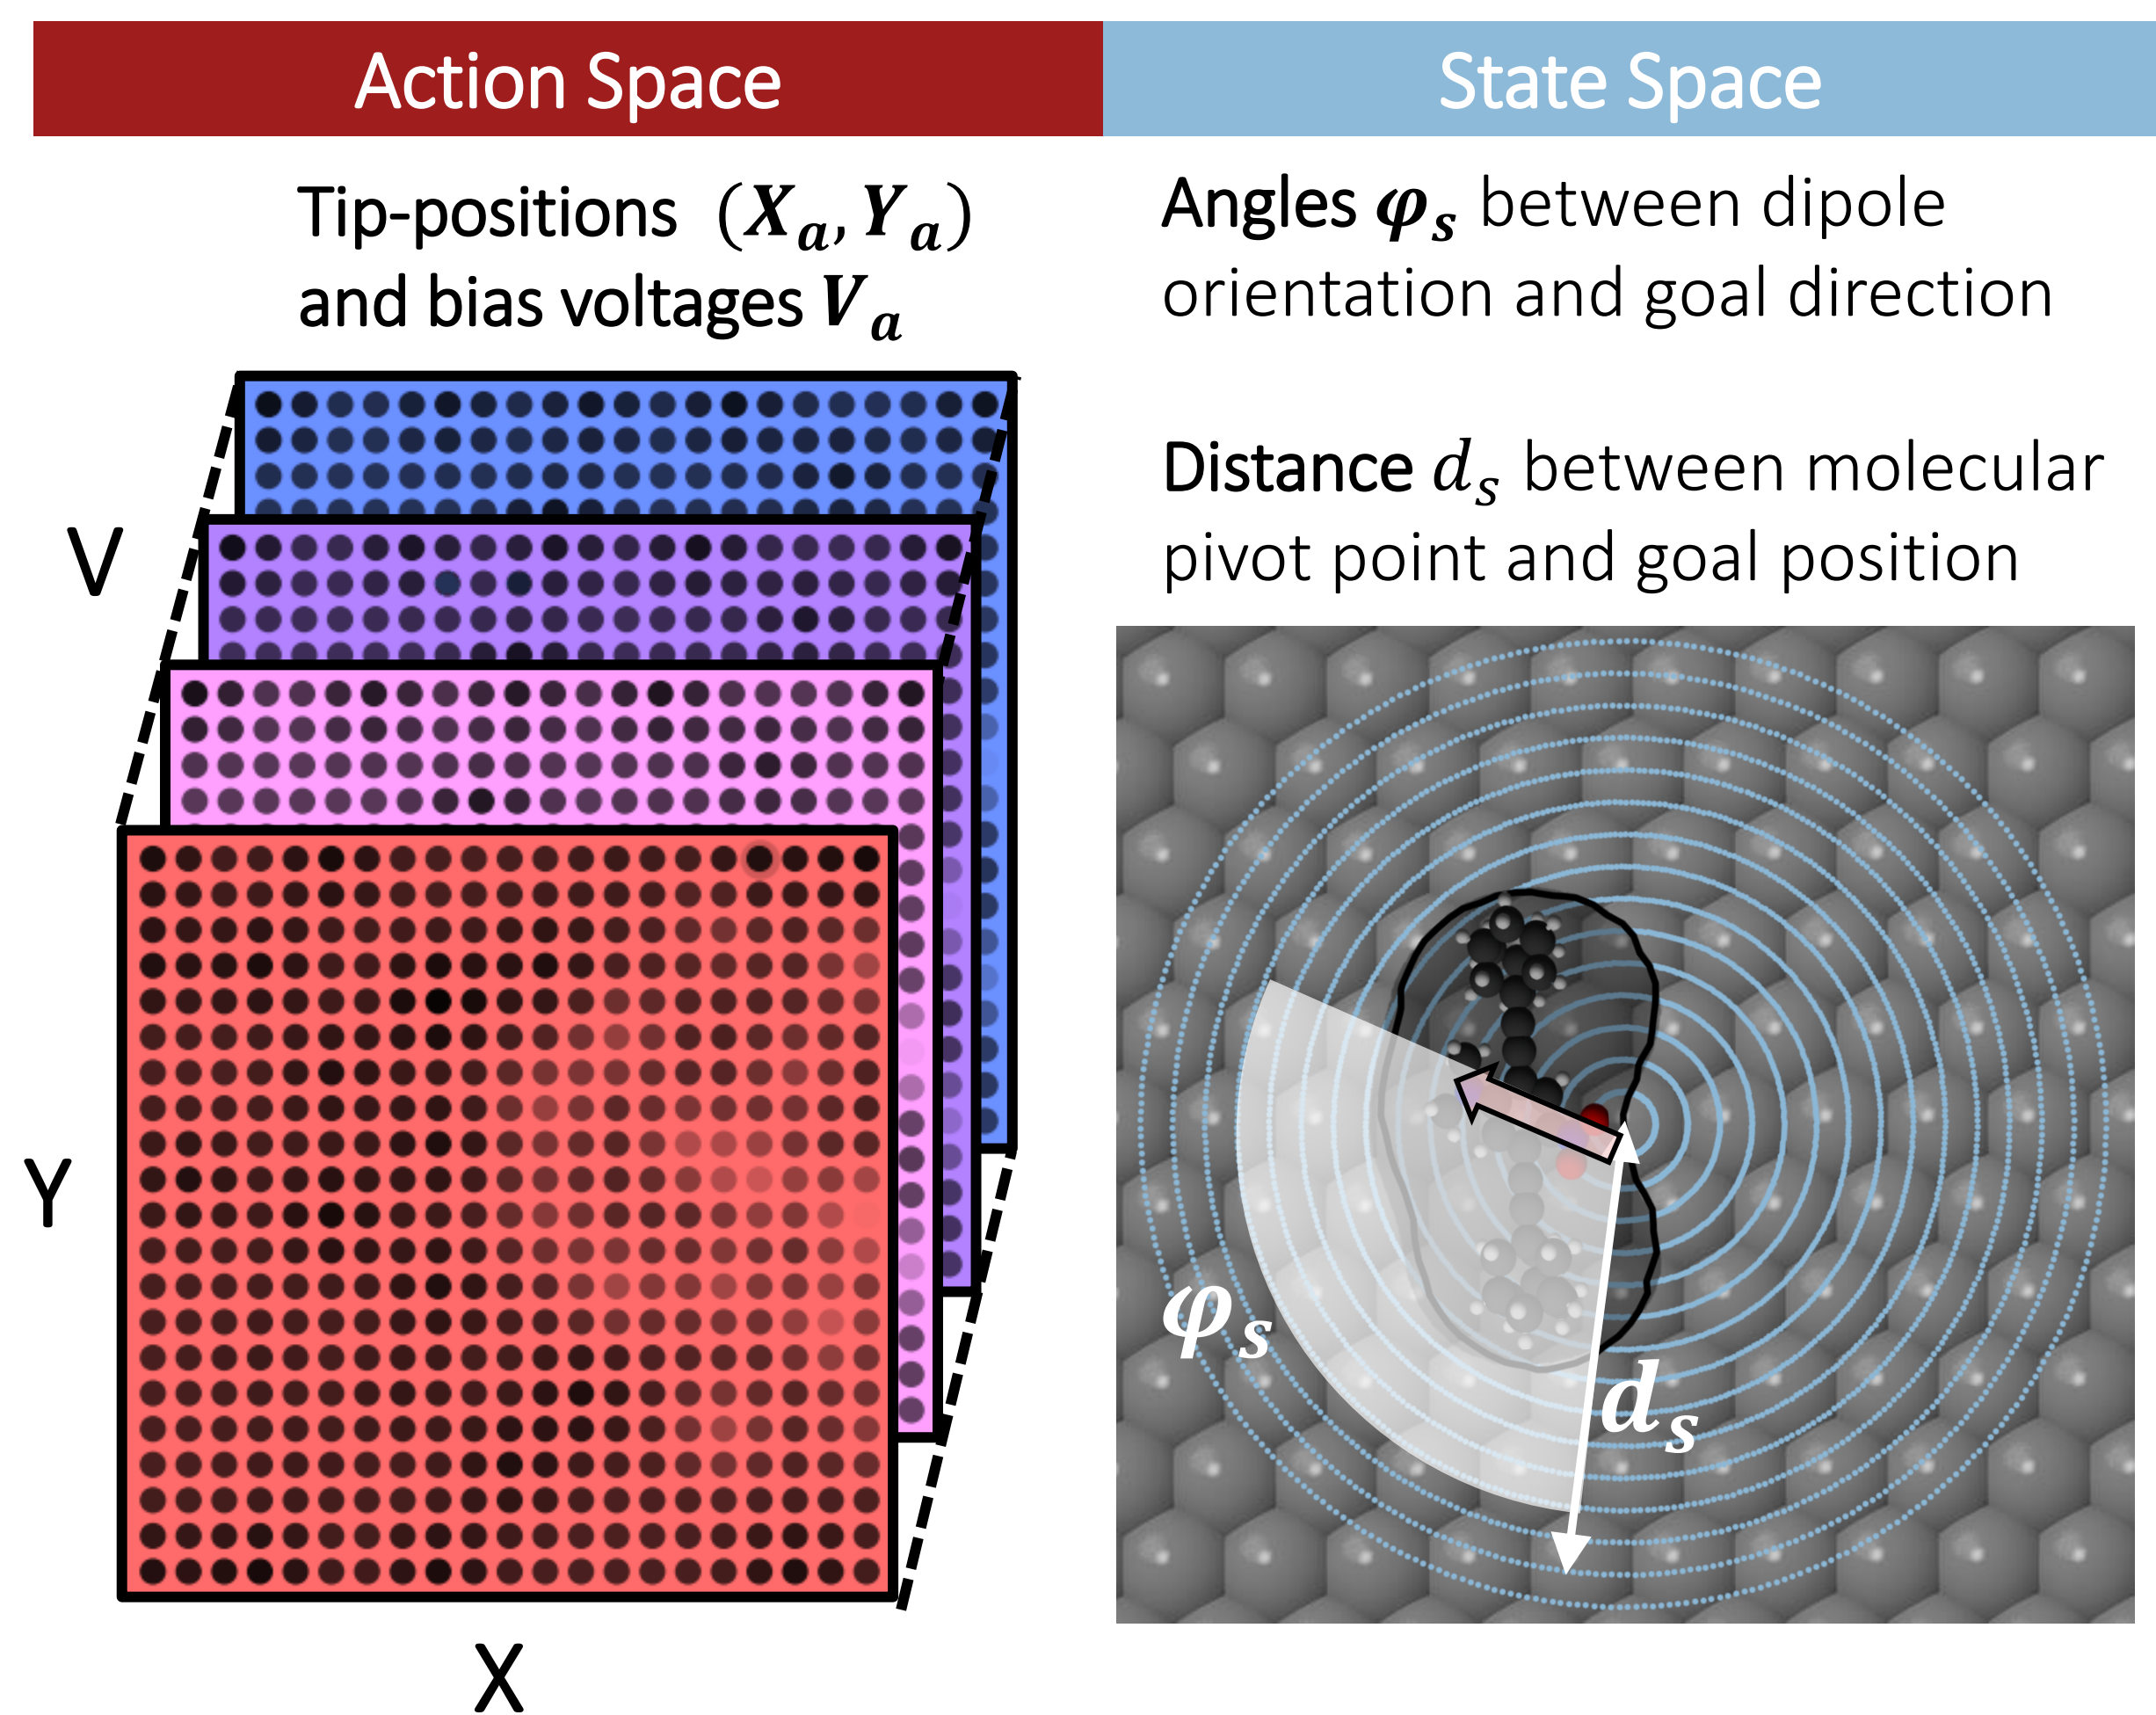 Action Space
State Space
Tip-positions (Xₐ, Yₐ)
and bias voltages Vₐ
Angles φₛ between dipole
orientation and goal direction
Distance dₛ between molecular
pivot point and goal position
V
Y
X
φₛ
dₛ